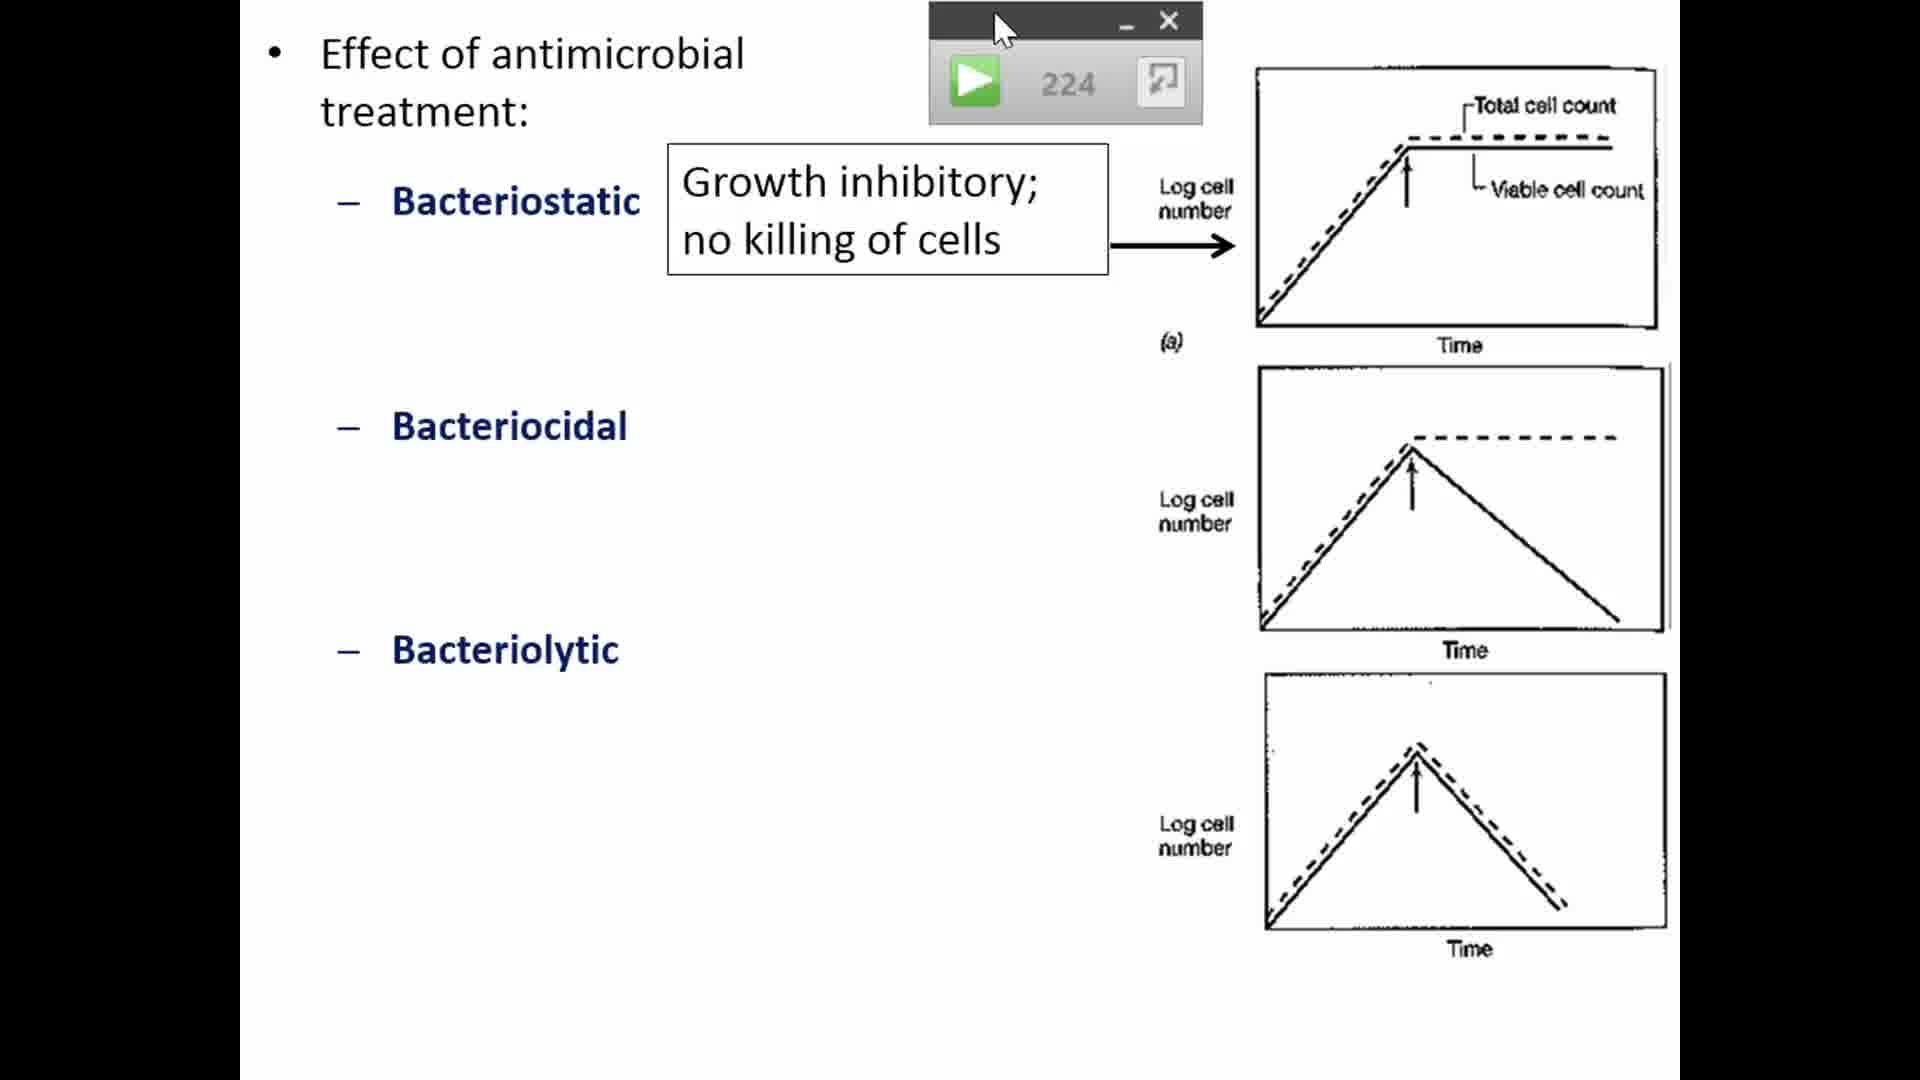 • Effect of antimicrobial
treatment:
– Bacteriostatic
Growth inhibitory;
no killing of cells
– Bacteriocidal
– Bacteriolytic
224
Total cell count
Viable cell count
Log cell
number
Time
(a)
Log cell
number
Time
Log cell
number
Time